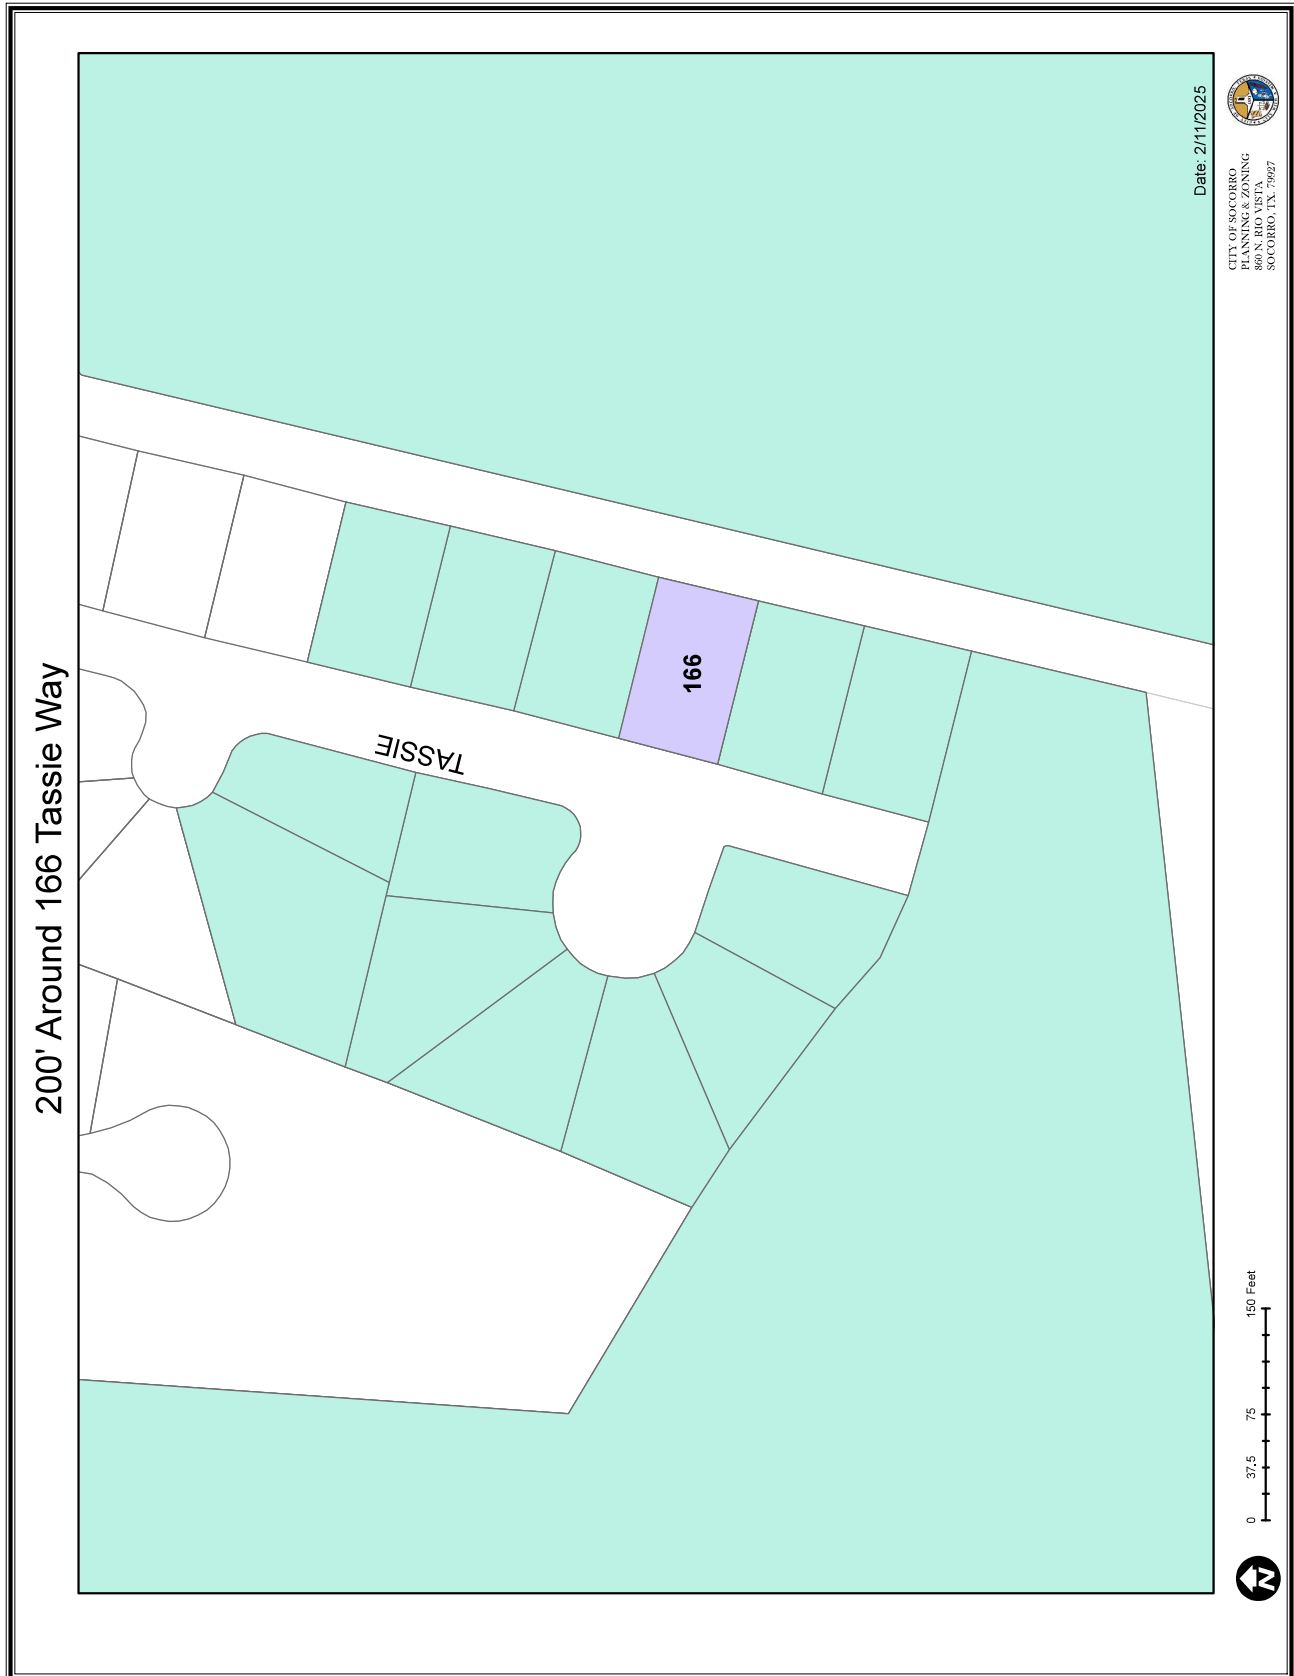 200' Around 166 Tassie Way
Date: 2/11/2025
TASSIE
166
CITY OF SOCORRO
PLANNING & ZONING
860 N. RIO VISTA
SOCORRO, TX. 79927
0 37.5 75 150 Feet
N